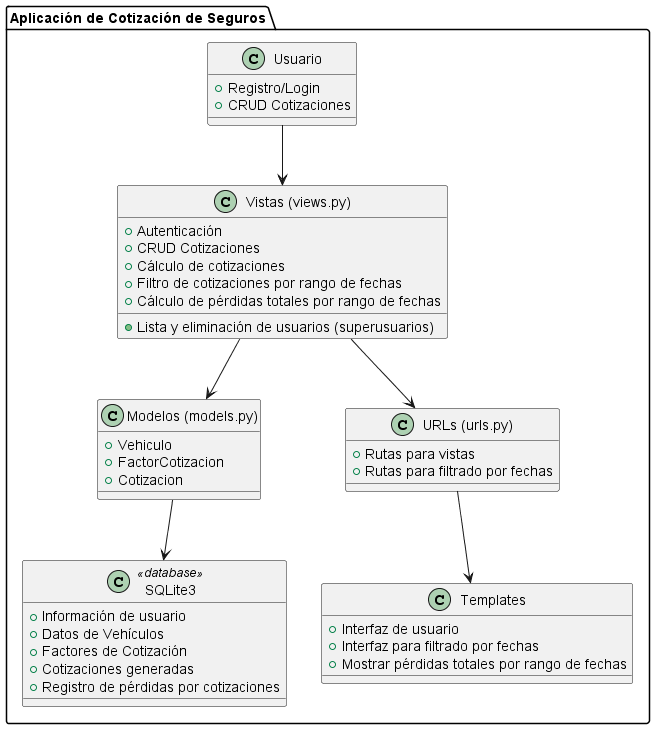 Aplicación de Cotización de Seguros
C Usuario
Registro/Login
CRUD Cotizaciones
C Vistas (views.py)
Autenticación
CRUD Cotizaciones
Cálculo de cotizaciones
Filtro de cotizaciones por rango de fechas
Cálculo de pérdidas totales por rango de fechas
Lista y eliminación de usuarios (superusuarios)
C Modelos (models.py)
Vehiculo
FactorCotizacion
Cotizacion
C URLs (urls.py)
Rutas para vistas
Rutas para filtrado por fechas
«database»
C SQLite3
Información de usuario
Datos de Vehículos
Factores de Cotización
Cotizaciones generadas
Registro de pérdidas por cotizaciones
C Templates
Interfaz de usuario
Interfaz para filtrado por fechas
Mostrar pérdidas totales por rango de fechas